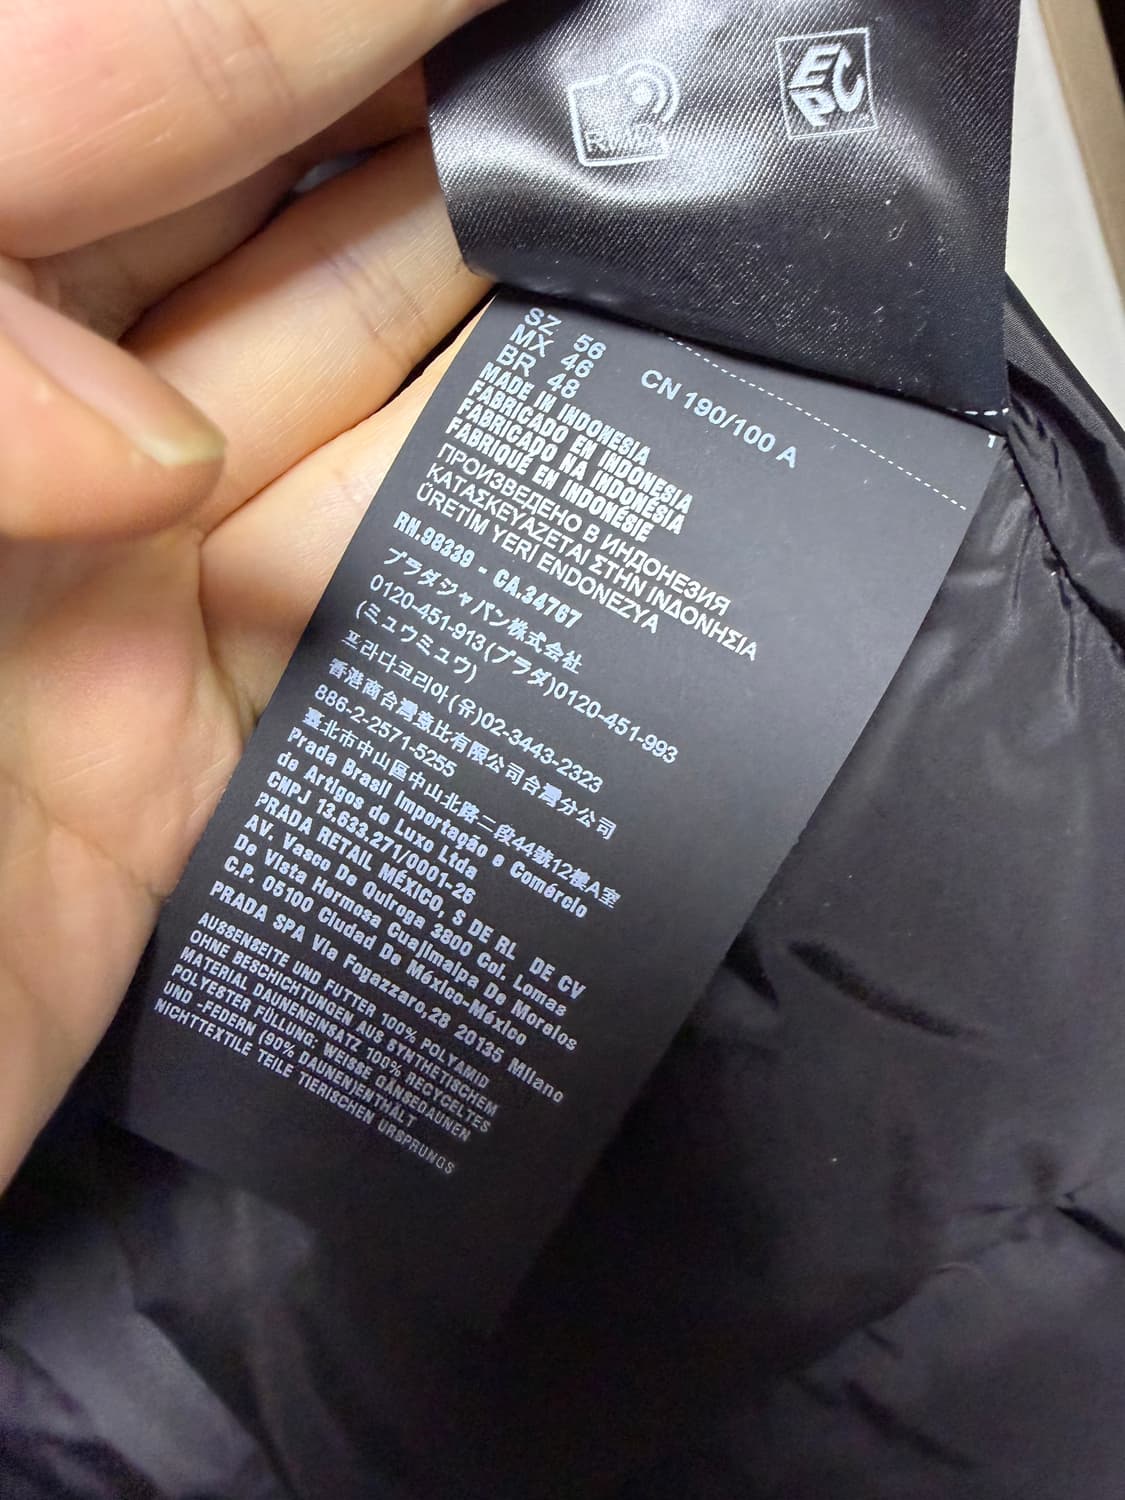 RFID
EPC
SZ 56
MX 46
BR 48
CN 190/100 A
1
MADE IN INDONESIA
FABRICADO EN INDONESIA
FABRICADO NA INDONÉSIA
FABRIQUÉ EN INDONÉSIE
ПРОИЗВЕДЕНО В ИНДОНЕЗИЯ
ΚΑΤΑΣΚΕΥΑΖΕΤΑΙ ΣΤΗΝ ΙΝΔΟΝΗΣΙΑ
ÜRETİM YERİ ENDONEZYA
RN.98339 - CA.34767
プラダジャパン株式会社
0120-451-913(プラダ)0120-451-993
(ミュウミュウ)
프라다코리아(유)02-3443-2323
香港商台灣壹比有限公司台灣分公司
886-2-2571-5255
臺北市中山區中山北路二段44號12樓A室
Prada Brasil Importação e Comércio
de Artigos de Luxo Ltda
CNPJ 13.633.271/0001-26
PRADA RETAIL MÉXICO, S DE RL DE CV
AV. Vasco De Quiroga 3800 Col. Lomas
De Vista Hermosa Cuajimalpa De Morelos
C.P. 05100 Ciudad De México-México
PRADA SPA Via Fogazzaro,28 20135 Milano
AUSSENSEITE UND FUTTER 100% POLYAMID
OHNE BESCHICHTUNGEN AUS SYNTHETISCHEM
MATERIAL DAUNENEINSATZ 100% RECYCELTES
POLYESTER FÜLLUNG: WEISSE GÄNSEDAUNEN
UND -FEDERN (90% DAUNEN)ENTHÄLT
NICHTTEXTILE TEILE TIERISCHEN URSPRUNGS